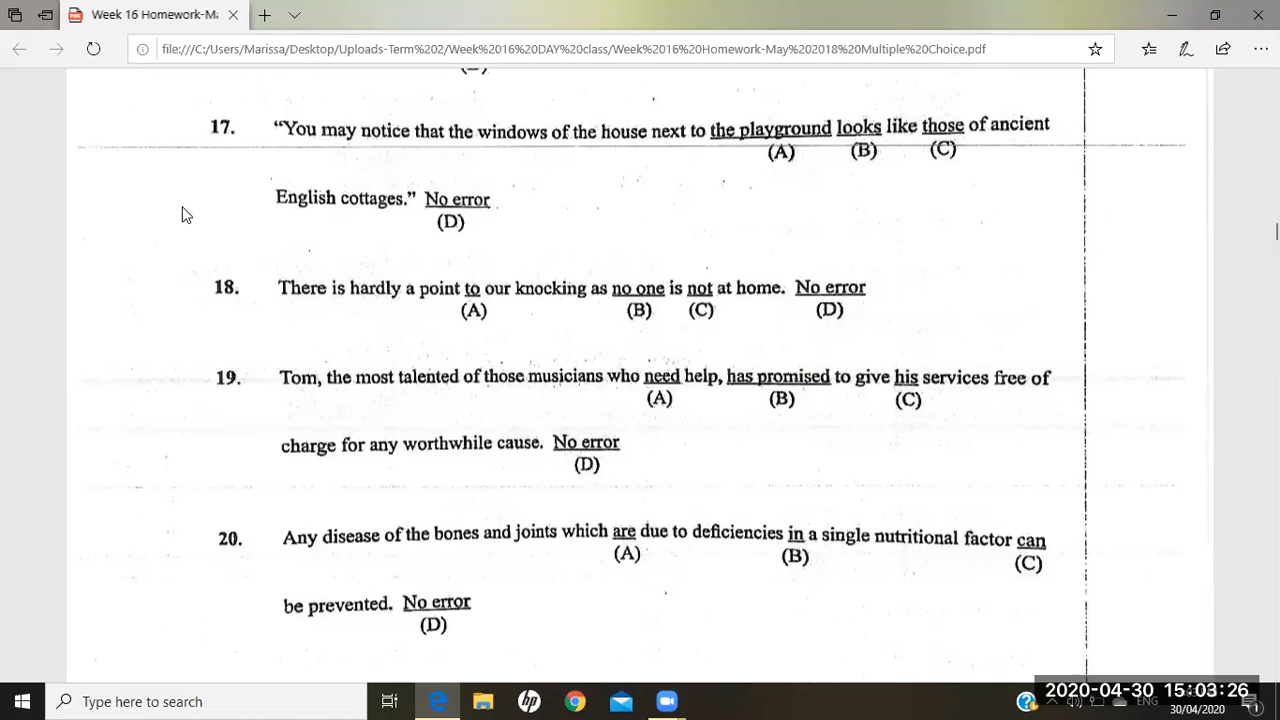 Week 16 Homework-Ma
file:///C:/Users/Marissa/Desktop/Uploads-Term%202/Week%2016%20DAY%20class/Week%2016%20Homework-May%202018%20Multiple%20Choice.pdf
17. “You may notice that the windows of the house next to the playground looks like those of ancient
(A) (B) (C)
English cottages.” No error
(D)
18. There is hardly a point to our knocking as no one is not at home. No error
(A) (B) (C) (D)
19. Tom, the most talented of those musicians who need help, has promised to give his services free of
(A) (B) (C)
charge for any worthwhile cause. No error
(D)
20. Any disease of the bones and joints which are due to deficiencies in a single nutritional factor can
(A) (B) (C)
be prevented. No error
(D)
Type here to search
ENG
2020-04-30 15:03:26
30/04/2020